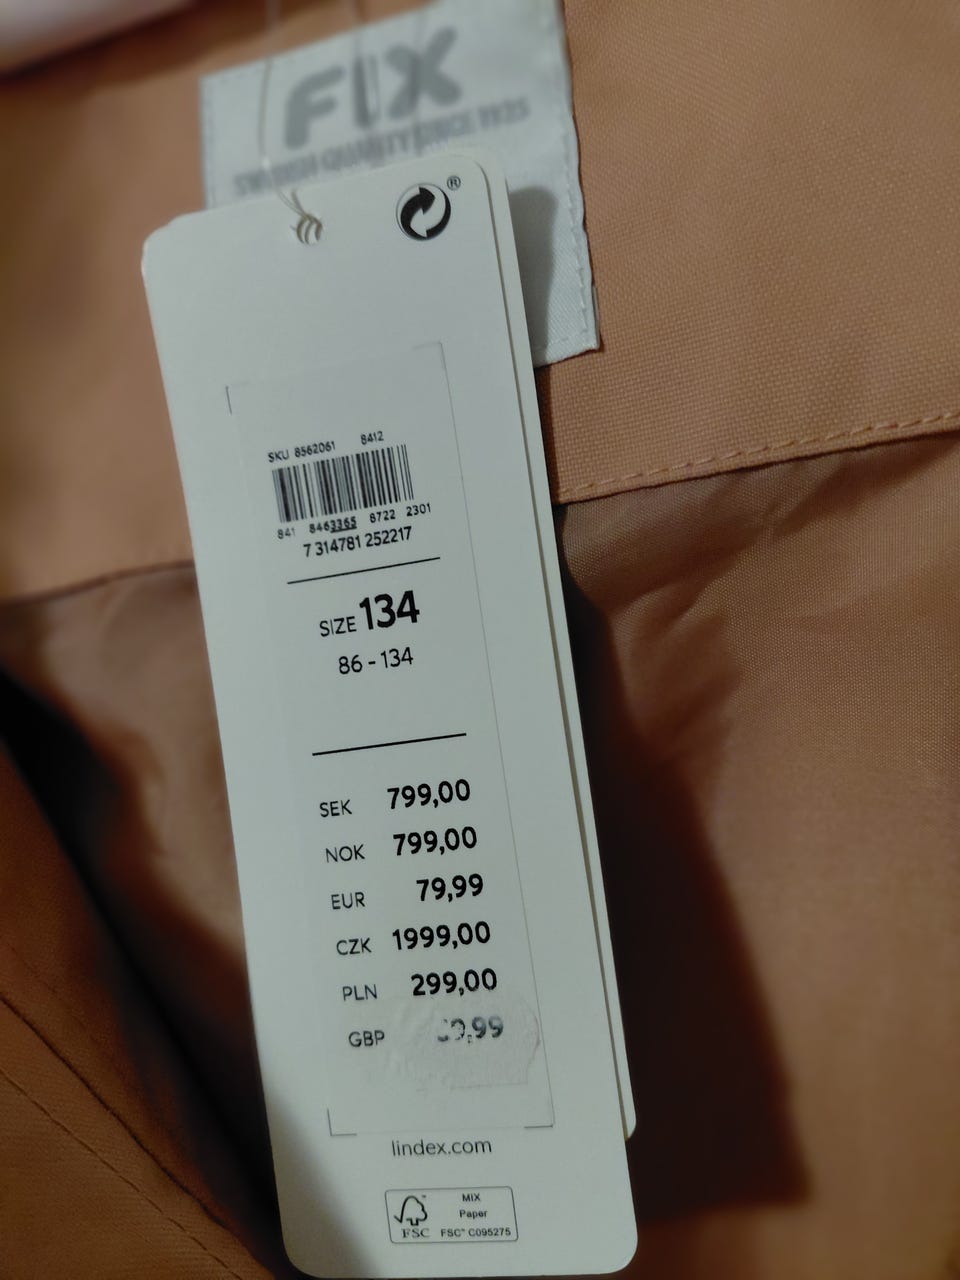 FIX
SWEDISH QUALITY SINCE 1925
®
SKU 8562061 8412
841 8463365 8722 2301
7 314781 252217
SIZE 134
86 - 134
SEK 799,00
NOK 799,00
EUR 79,99
CZK 1999,00
PLN 299,00
GBP
lindex.com
MIX
Paper
FSC
FSC™ C095275